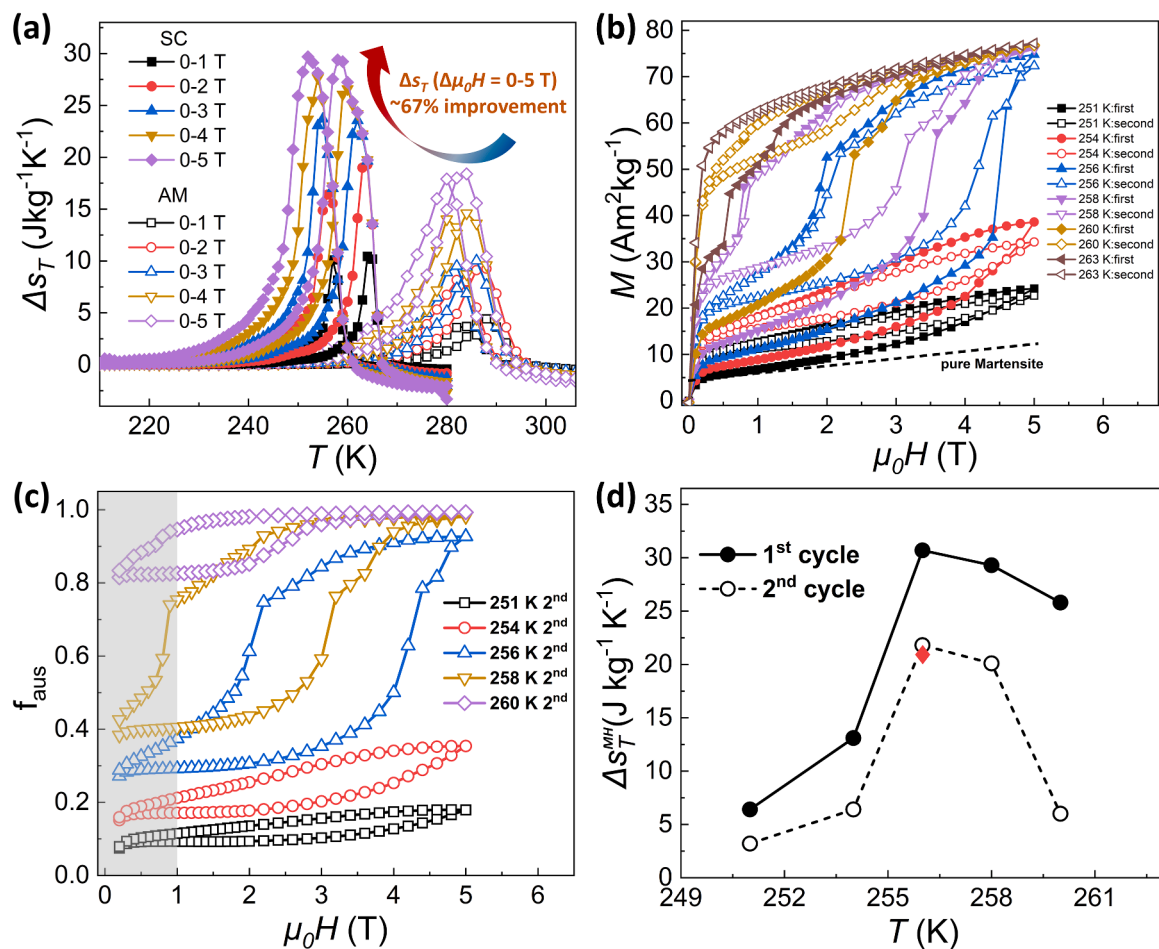 (a)
SC
0-1 T
0-2 T
0-3 T
0-4 T
0-5 T
AM
0-1 T
0-2 T
0-3 T
0-4 T
0-5 T
Δs_T (Δμ₀H = 0-5 T)
~67% improvement
30
25
20
15
10
5
0
Δs_T (Jkg⁻¹K⁻¹)
220 240 260 280 300
T (K)
(b)
80
70
60
50
40
30
20
10
0
M (Am²kg⁻¹)
251 K:first
251 K:second
254 K:first
254 K:second
256 K:first
256 K:second
258 K:first
258 K:second
260 K:first
260 K:second
263 K:first
263 K:second
pure Martensite
0 1 2 3 4 5 6
μ₀H (T)
(c)
1.0
0.8
0.6
0.4
0.2
0.0
f_aus
251 K 2nd
254 K 2nd
256 K 2nd
258 K 2nd
260 K 2nd
0 1 2 3 4 5 6
μ₀H (T)
(d)
35
30
25
20
15
10
5
0
Δs_T^MH (J kg⁻¹ K⁻¹)
1st cycle
2nd cycle
249 252 255 258 261
T (K)